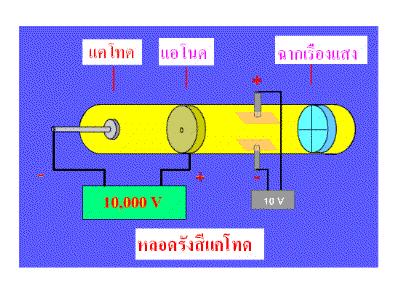 แคโทด แอโนด ฉากเรืองแสง
+
- + -
10,000 V 10 V
หลอดรังสีแคโทด